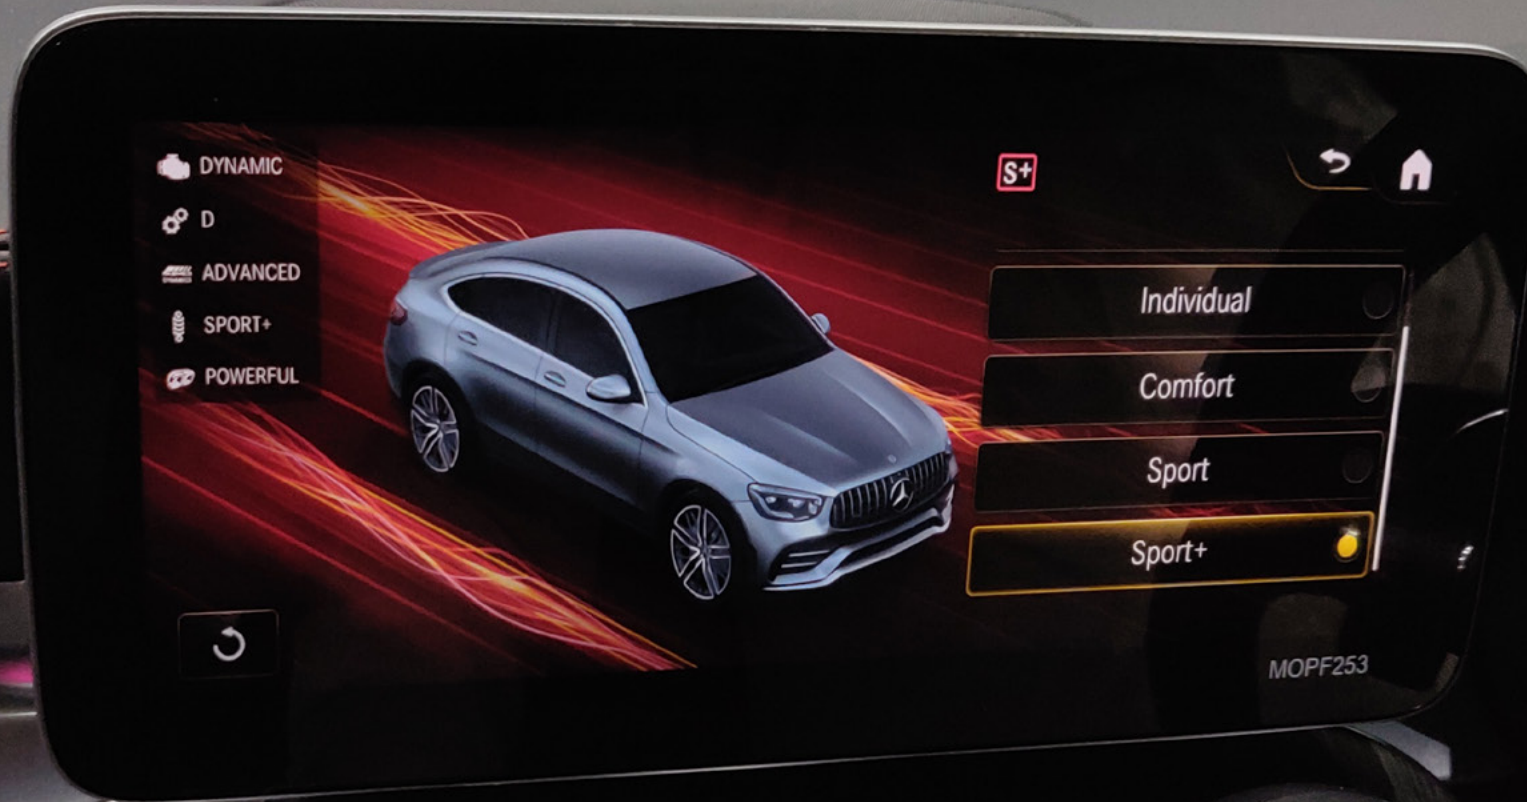 DYNAMIC
D
ADVANCED
SPORT+
POWERFUL
S+
Individual
Comfort
Sport
Sport+
MOPF253